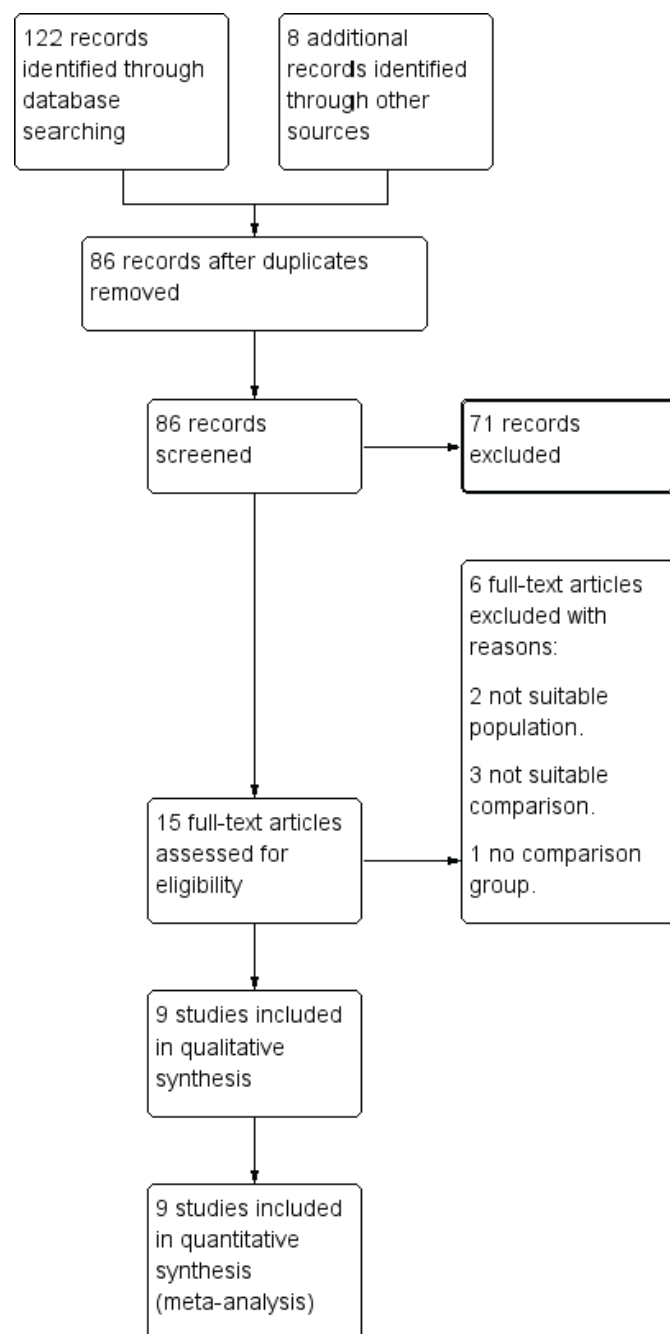 122 records
identified through
database
searching
8 additional
records identified
through other
sources
86 records after duplicates
removed
86 records
screened
71 records
excluded
6 full-text articles
excluded with
reasons:
2 not suitable
population.
3 not suitable
comparison.
1 no comparison
group.
15 full-text articles
assessed for
eligibility
9 studies included
in qualitative
synthesis
9 studies included
in quantitative
synthesis
(meta-analysis)